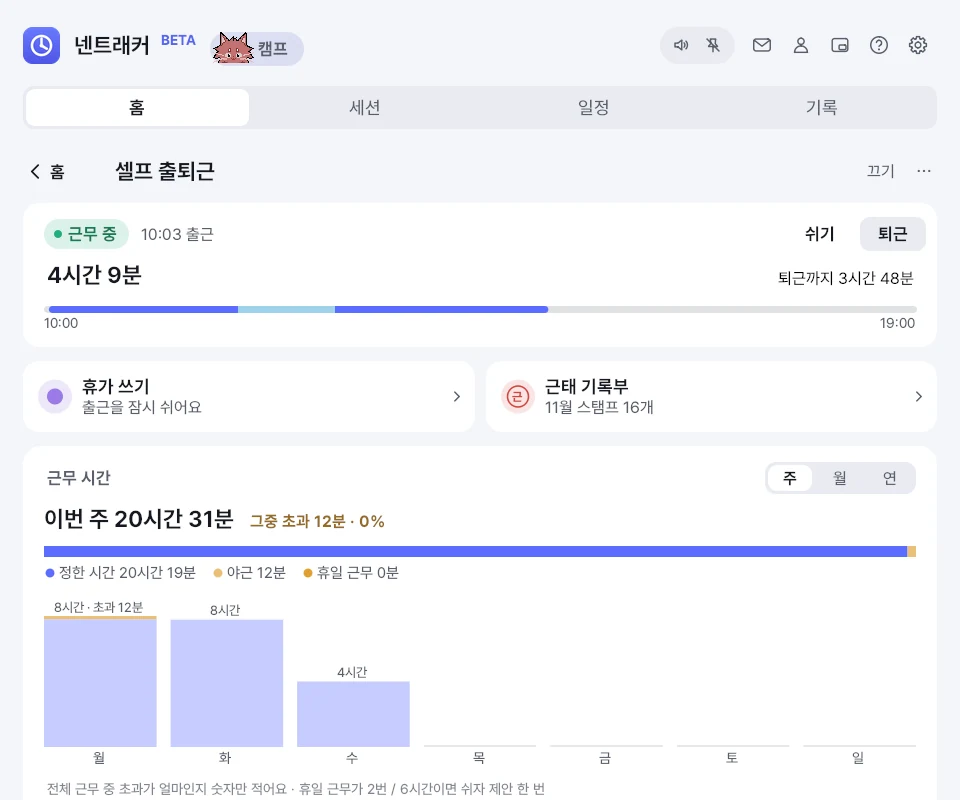 넨트래커 BETA 캠프
홈 세션 일정 기록
홈 셀프 출퇴근 끄기 ···
근무 중 10:03 출근 쉬기 퇴근
4시간 9분 퇴근까지 3시간 48분
10:00 19:00
휴가 쓰기
출근을 잠시 쉬어요
근
근태 기록부
11월 스탬프 16개
근무 시간 주 월 연
이번 주 20시간 31분 그중 초과 12분 · 0%
정한 시간 20시간 19분 야근 12분 휴일 근무 0분
8시간 · 초과 12분 8시간 4시간
월 화 수 목 금 토 일
전체 근무 중 초과가 얼마인지 숫자만 적어요 · 휴일 근무가 2번 / 6시간이면 쉬자 제안 한 번